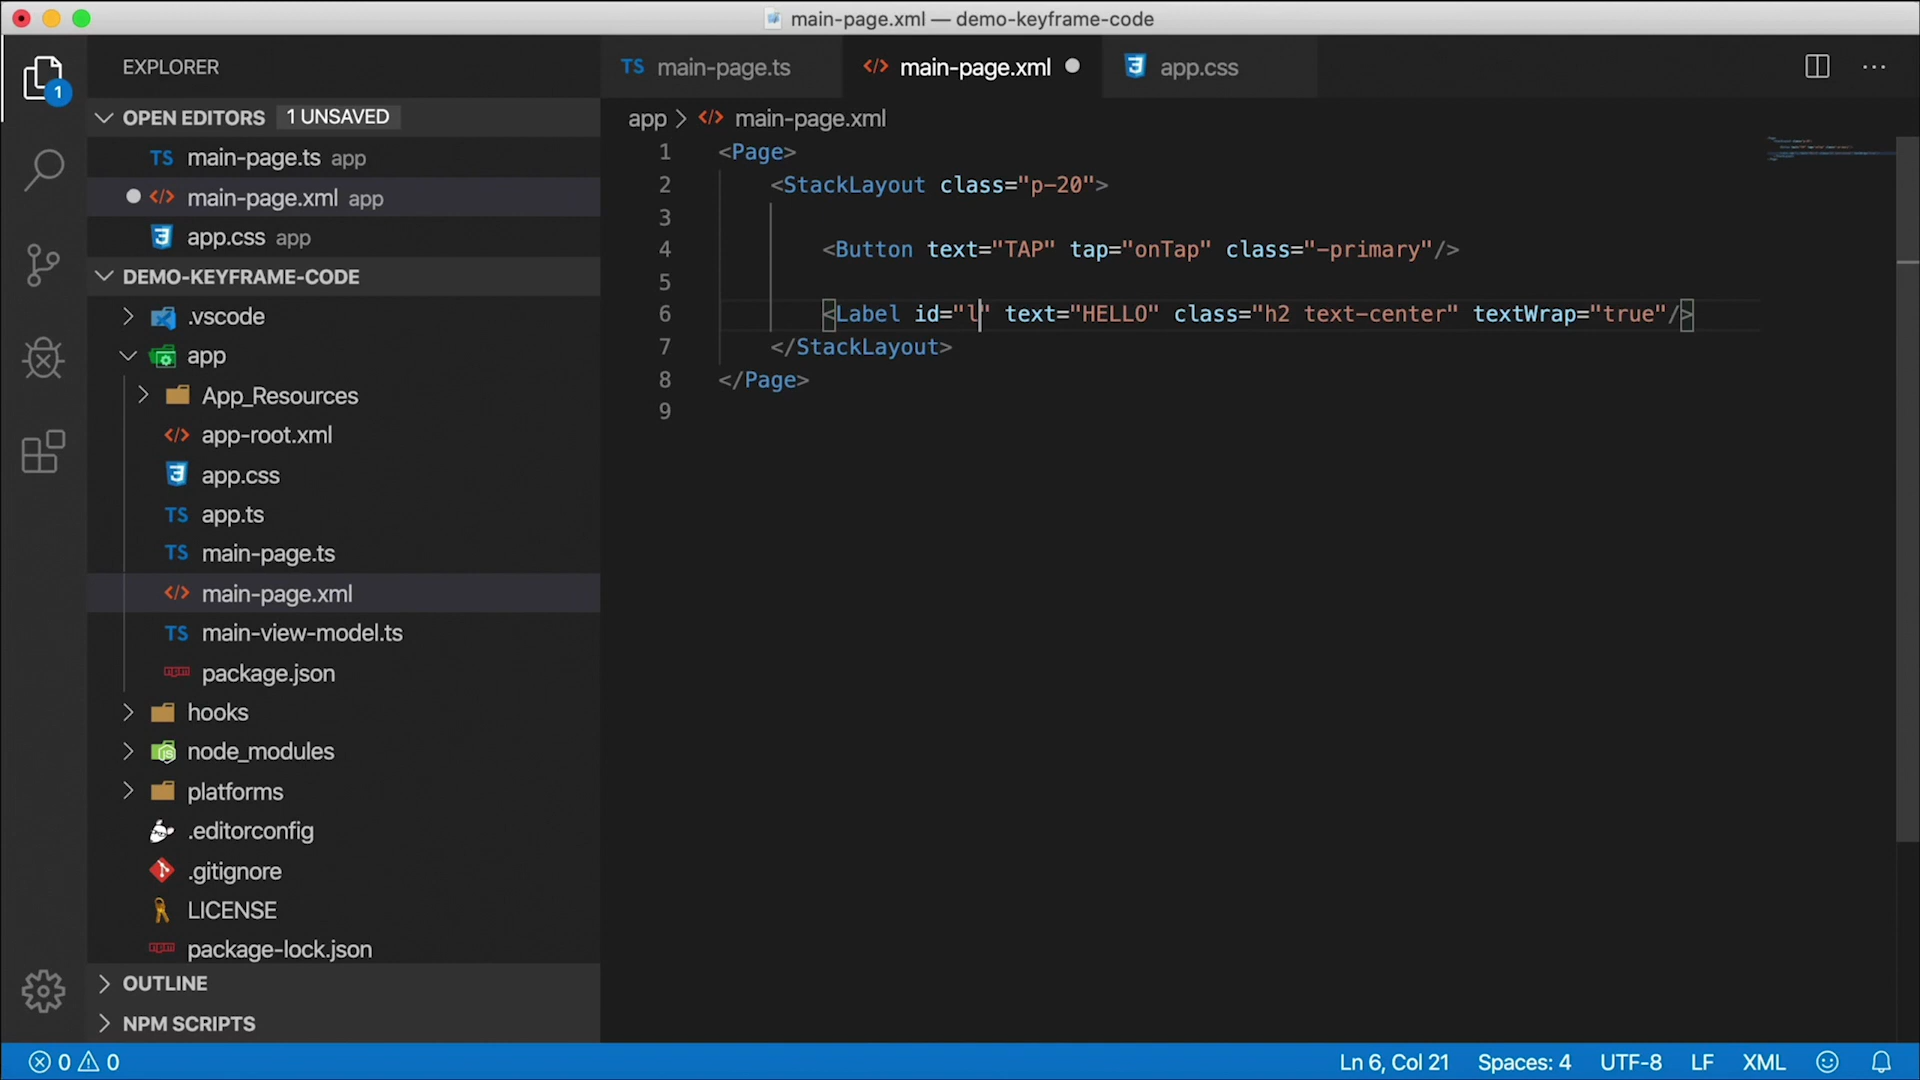 main-page.xml — demo-keyframe-code
EXPLORER
1
OPEN EDITORS 1 UNSAVED
TS main-page.ts app
</> main-page.xml app
app.css app
DEMO-KEYFRAME-CODE
.vscode
app
App_Resources
</> app-root.xml
app.css
TS app.ts
TS main-page.ts
</> main-page.xml
TS main-view-model.ts
package.json
hooks
node_modules
platforms
.editorconfig
.gitignore
LICENSE
package-lock.json
OUTLINE
NPM SCRIPTS
TS main-page.ts </> main-page.xml app.css
app > </> main-page.xml
1 <Page>
2 <StackLayout class="p-20">
3
4 <Button text="TAP" tap="onTap" class="-primary"/>
5
6 <Label id="l" text="HELLO" class="h2 text-center" textWrap="true"/>
7 </StackLayout>
8 </Page>
9
0 0 Ln 6, Col 21 Spaces: 4 UTF-8 LF XML